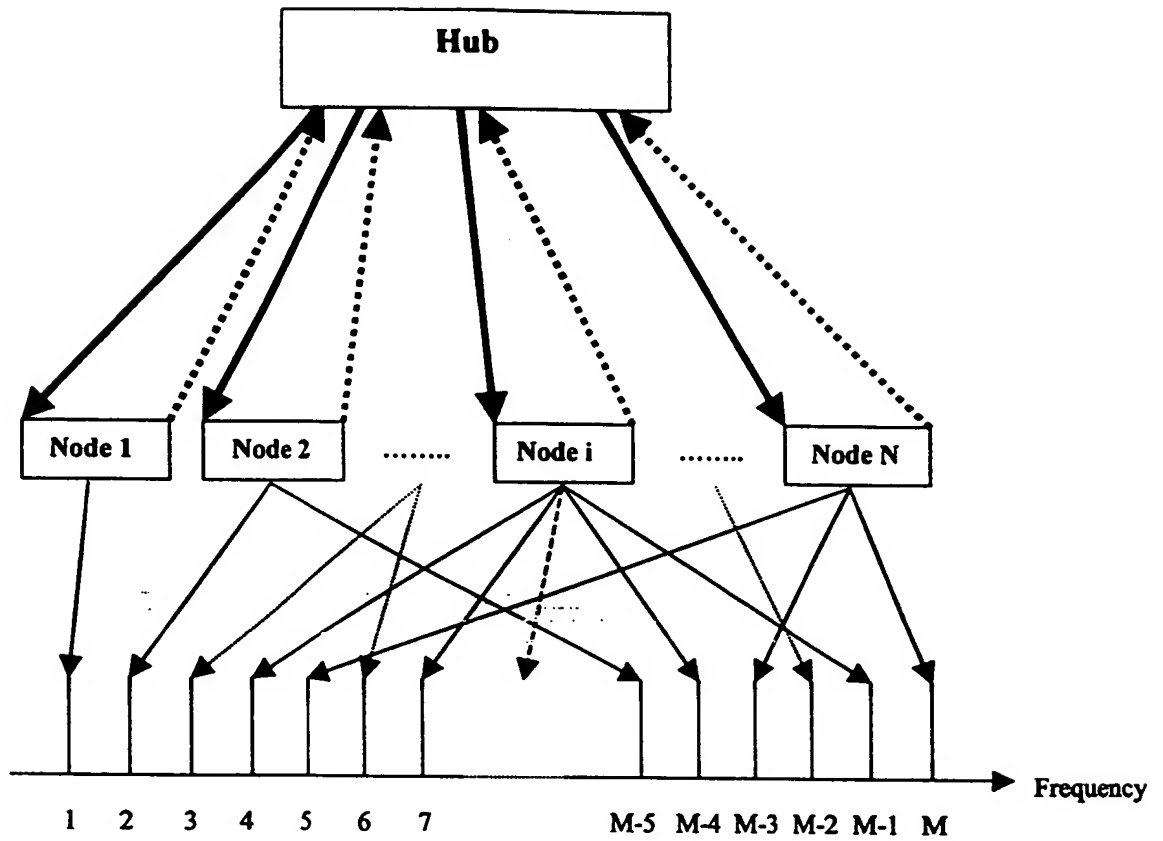 Hub
Node 1
Node 2
........
Node i
........
Node N
Frequency
1 2 3 4 5 6 7 M-5 M-4 M-3 M-2 M-1 M